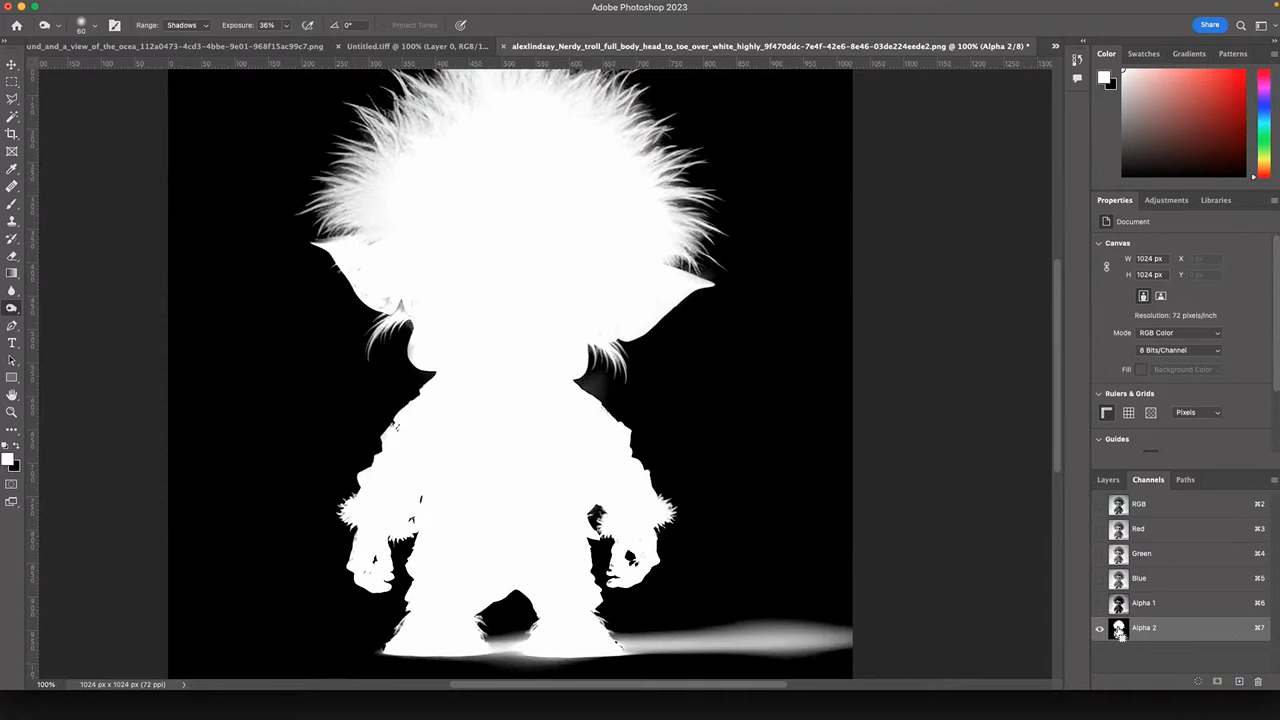 Adobe Photoshop 2023
60 Range: Shadows Exposure: 36% 0° Protect Tones Share
und_and_a_view_of_the_ocea_112a0473-4cd3-4bbe-9e01-968f15ac99c7.png × Untitled.tiff @ 100% (Layer 0, RGB/1... × alexlindsay_Nerdy_troll_full_body_head_to_toe_over_white_highly_9f470ddc-7e4f-42e6-8e46-03de224eede2.png @ 100% (Alpha 2/8) *
Color Swatches Gradients Patterns
Properties Adjustments Libraries
Document
Canvas
W 1024 px X
H 1024 px Y
Resolution: 72 pixels/inch
Mode RGB Color
8 Bits/Channel
Fill Background Color
Rulers & Grids
Pixels
Guides
Layers Channels Paths
RGB ⌘2
Red ⌘3
Green ⌘4
Blue ⌘5
Alpha 1 ⌘6
Alpha 2 ⌘7
100% 1024 px x 1024 px (72 ppi)